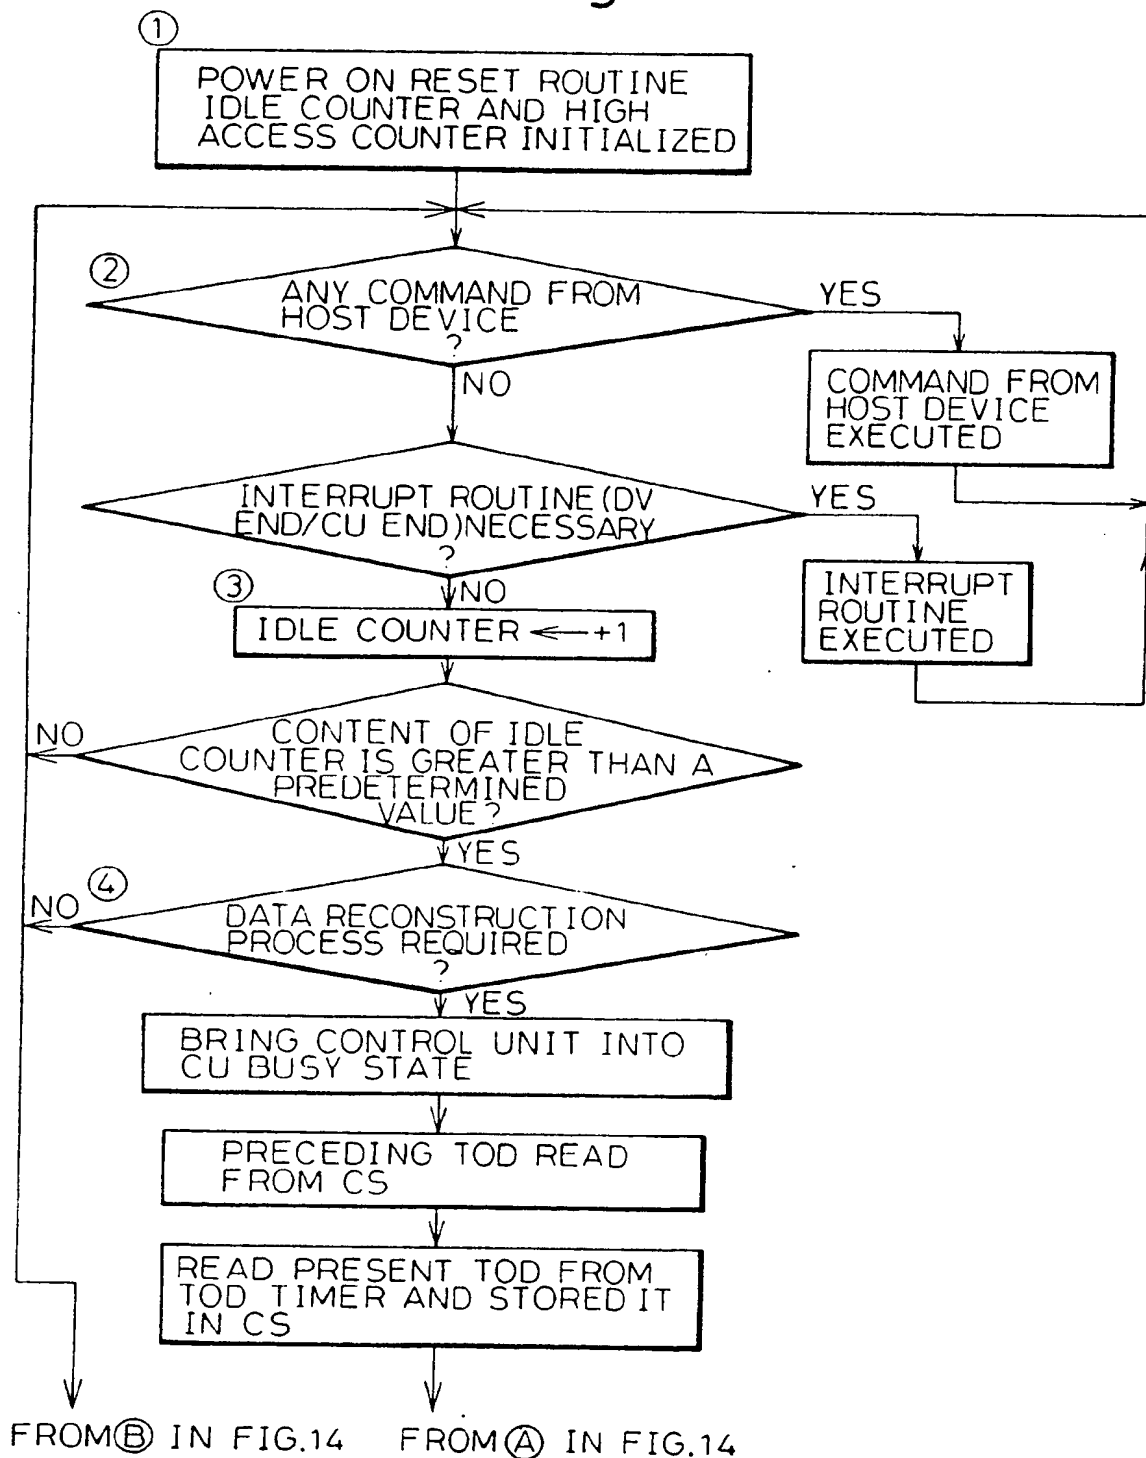 ①
POWER ON RESET ROUTINE
IDLE COUNTER AND HIGH
ACCESS COUNTER INITIALIZED
②
ANY COMMAND FROM
HOST DEVICE
?
YES
NO
COMMAND FROM
HOST DEVICE
EXECUTED
INTERRUPT ROUTINE (DV
END/CU END) NECESSARY
?
YES
NO
INTERRUPT
ROUTINE
EXECUTED
③
IDLE COUNTER ← +1
CONTENT OF IDLE
COUNTER IS GREATER THAN A
PREDETERMINED
VALUE?
NO
YES
④
DATA RECONSTRUCTION
PROCESS REQUIRED
?
NO
YES
BRING CONTROL UNIT INTO
CU BUSY STATE
PRECEDING TOD READ
FROM CS
READ PRESENT TOD FROM
TOD TIMER AND STORED IT
IN CS
FROM Ⓑ IN FIG.14
FROM Ⓐ IN FIG.14